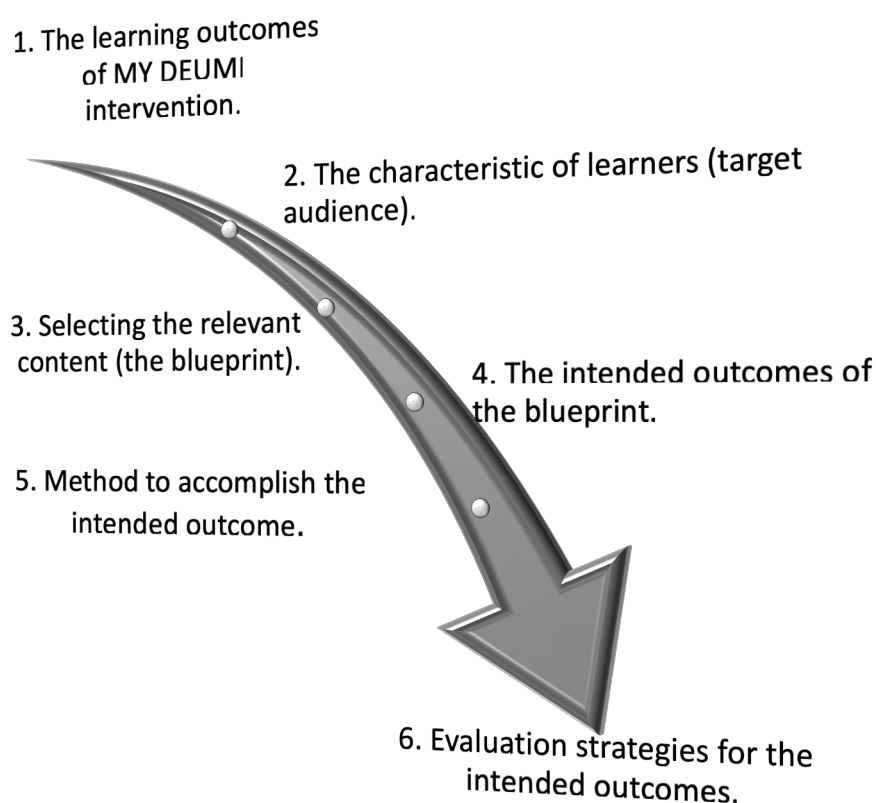 1. The learning outcomes
of MY DEUMI
intervention.
2. The characteristic of learners (target
audience).
3. Selecting the relevant
content (the blueprint).
4. The intended outcomes of
the blueprint.
5. Method to accomplish the
intended outcome.
6. Evaluation strategies for the
intended outcomes.